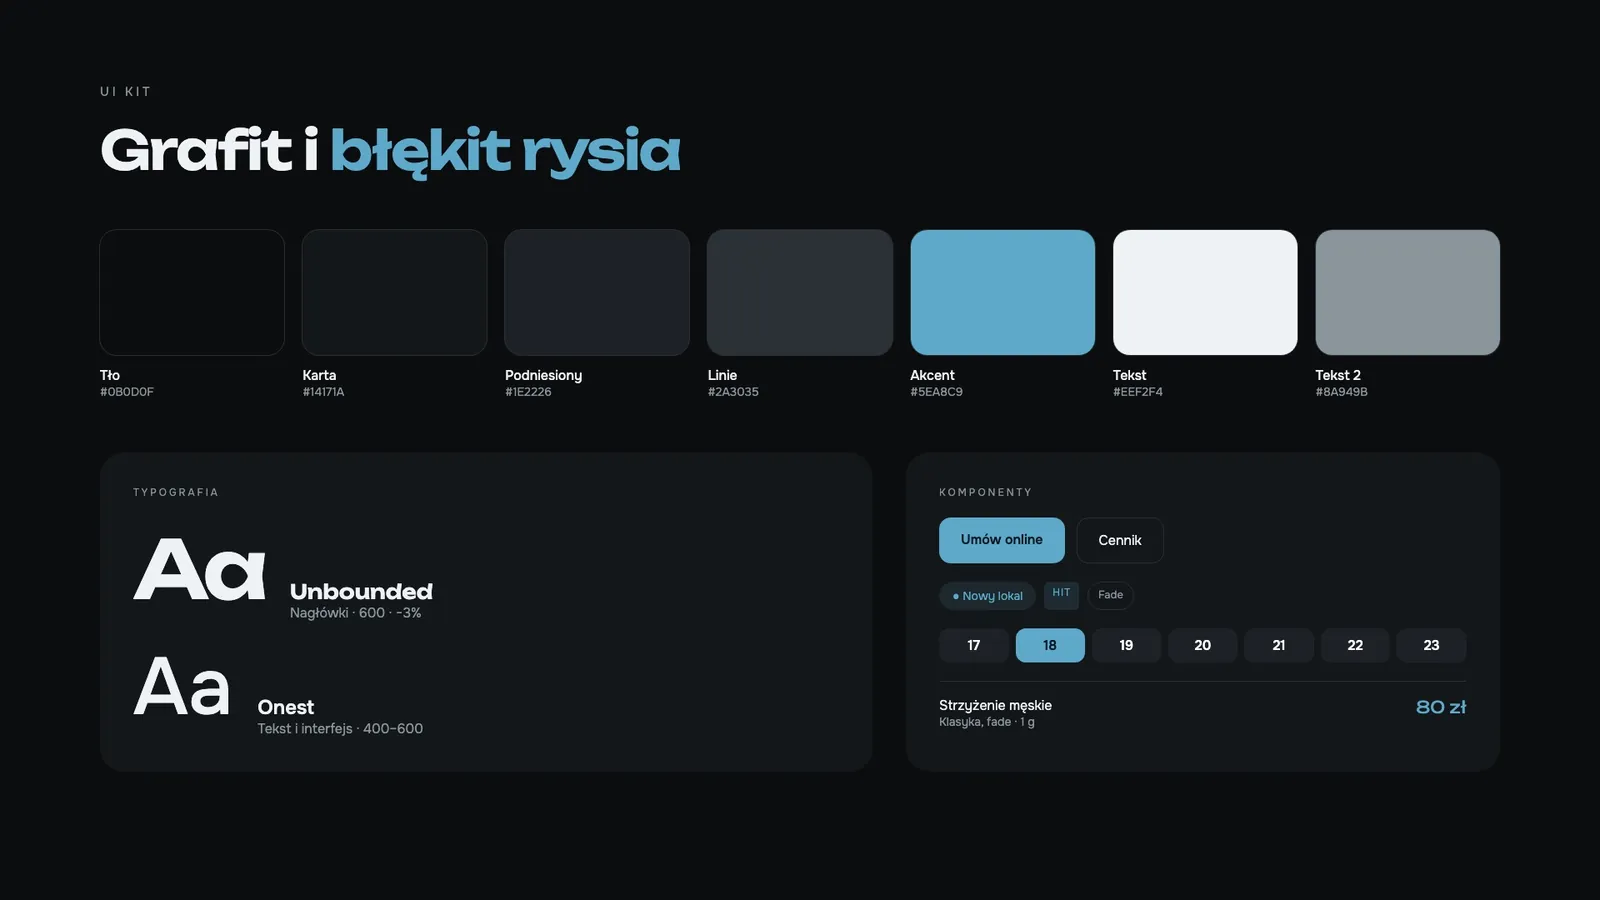 UI KIT
Grafit i błękit rysia
Tło
#0B0D0F
Karta
#14171A
Podniesiony
#1E2226
Linie
#2A3035
Akcent
#5EA8C9
Tekst
#EEF2F4
Tekst 2
#8A949B
TYPOGRAFIA
Aa
Unbounded
Nagłówki · 600 · -3%
Aa
Onest
Tekst i interfejs · 400–600
KOMPONENTY
Umów online
Cennik
Nowy lokal
HIT
Fade
17 18 19 20 21 22 23
Strzyżenie męskie
80 zł
Klasyka, fade · 1 g